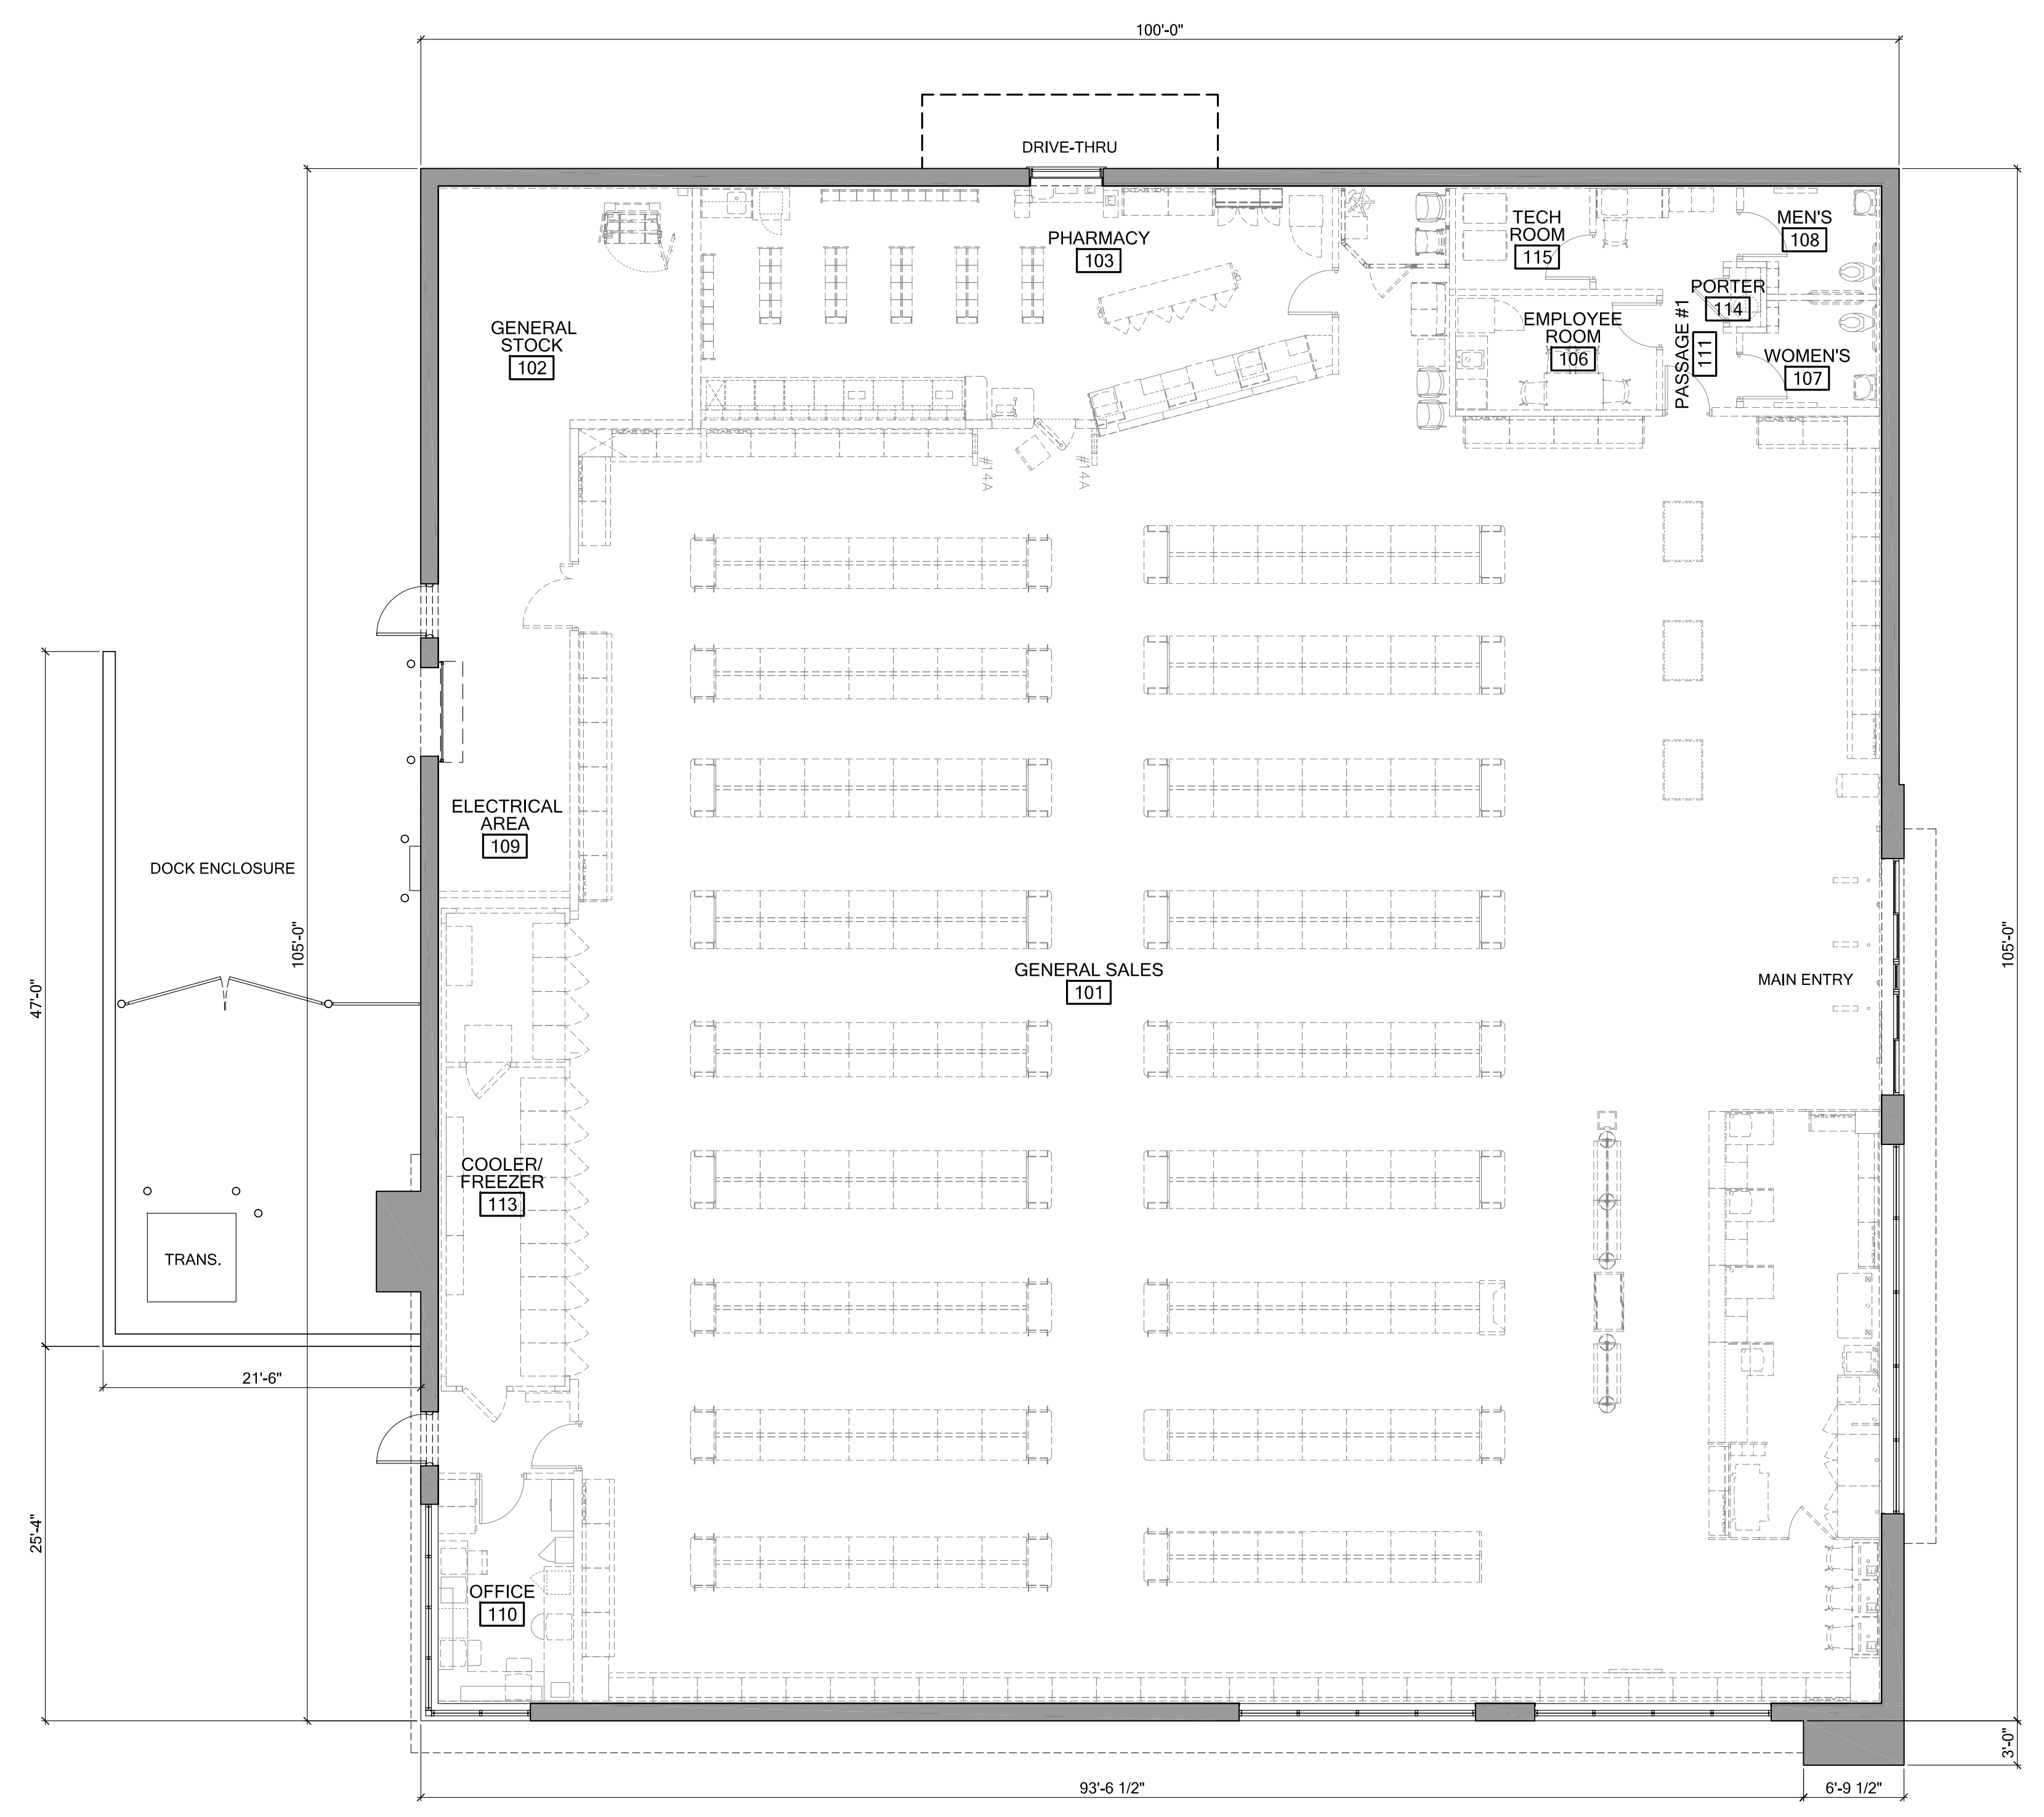 100'-0"
DRIVE-THRU
TECH
ROOM
115
MEN'S
108
PHARMACY
103
PORTER
114
GENERAL
STOCK
102
EMPLOYEE
ROOM
106
PASSAGE #1
111
WOMEN'S
107
#14A
#14A
ELECTRICAL
AREA
109
DOCK ENCLOSURE
105'-0"
105'-0"
47'-0"
GENERAL SALES
101
MAIN ENTRY
COOLER/
FREEZER
113
TRANS.
21'-6"
25'-4"
OFFICE
110
3'-0"
93'-6 1/2"
6'-9 1/2"